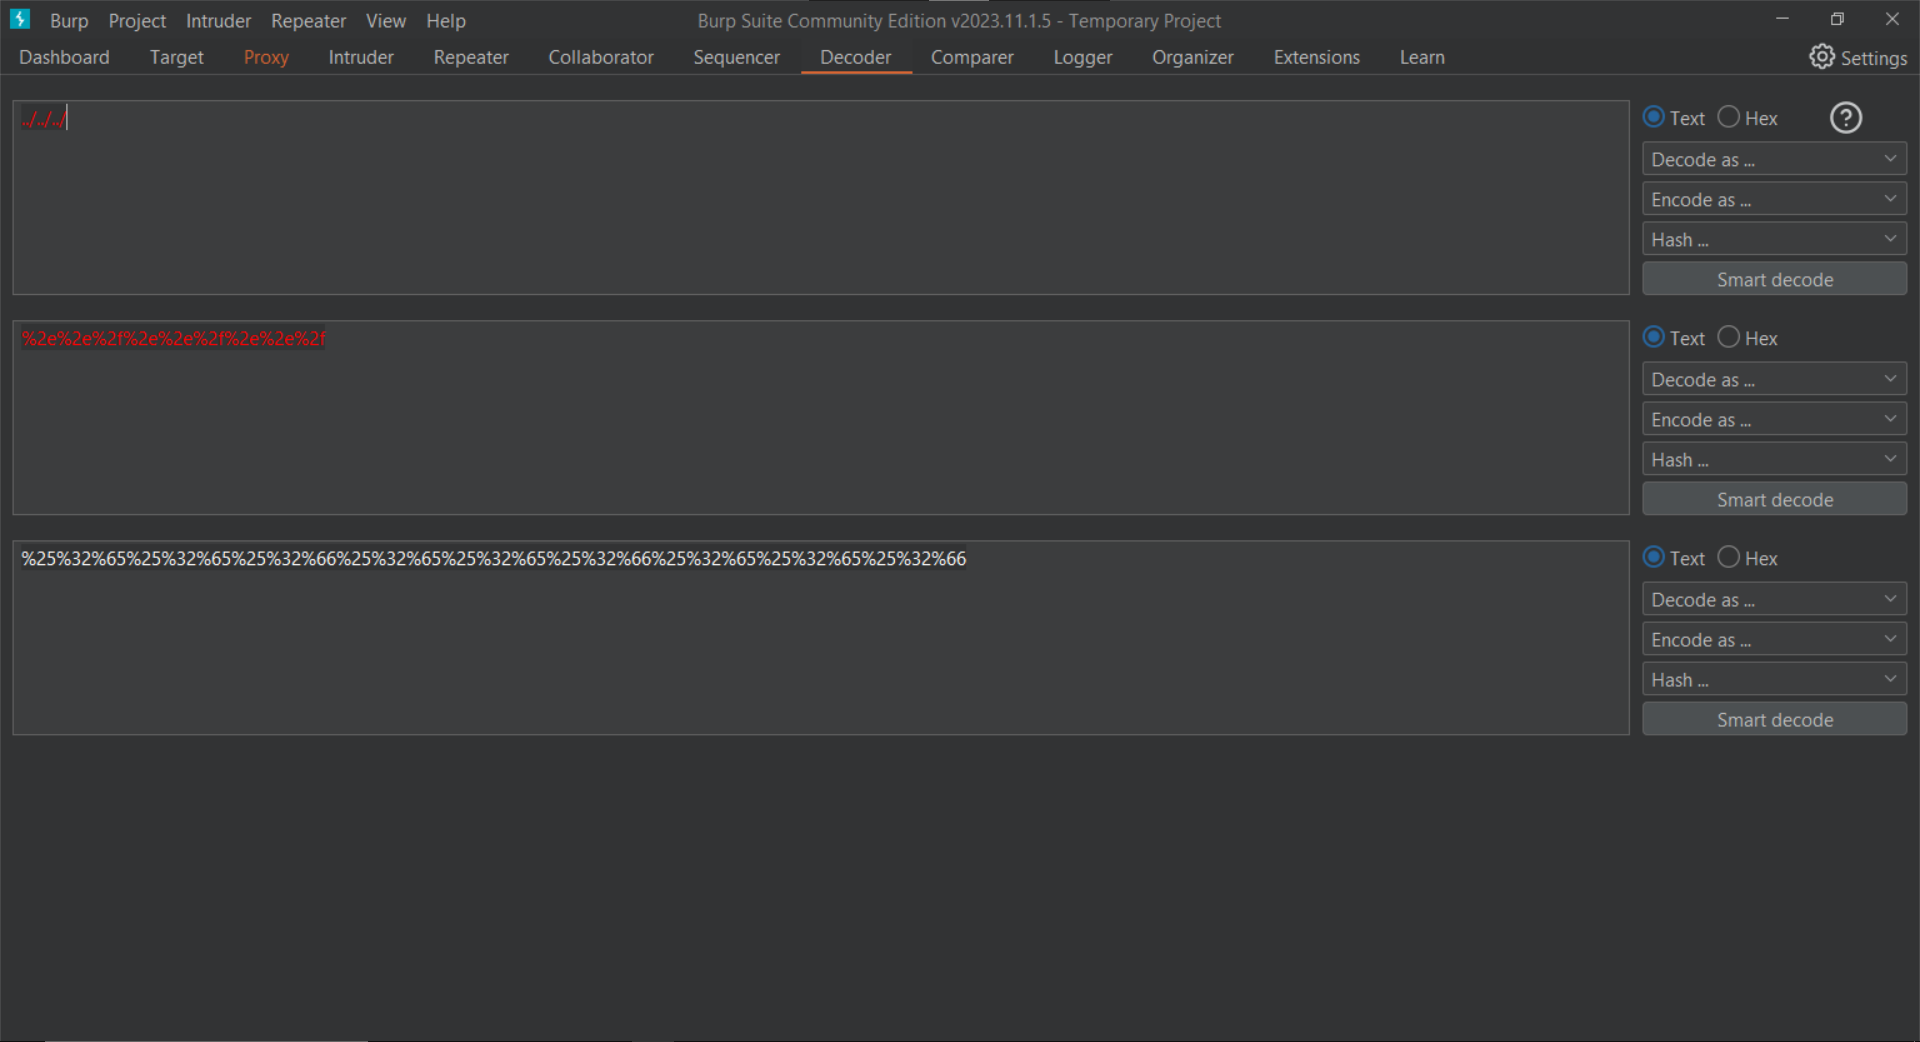 Burp Project Intruder Repeater View Help Burp Suite Community Edition v2023.11.1.5 - Temporary Project
Dashboard Target Proxy Intruder Repeater Collaborator Sequencer Decoder Comparer Logger Organizer Extensions Learn Settings
../../../
Text Hex ?
Decode as ...
Encode as ...
Hash ...
Smart decode
%2e%2e%2f%2e%2e%2f%2e%2e%2f
Text Hex
Decode as ...
Encode as ...
Hash ...
Smart decode
%25%32%65%25%32%65%25%32%66%25%32%65%25%32%65%25%32%66%25%32%65%25%32%65%25%32%66
Text Hex
Decode as ...
Encode as ...
Hash ...
Smart decode